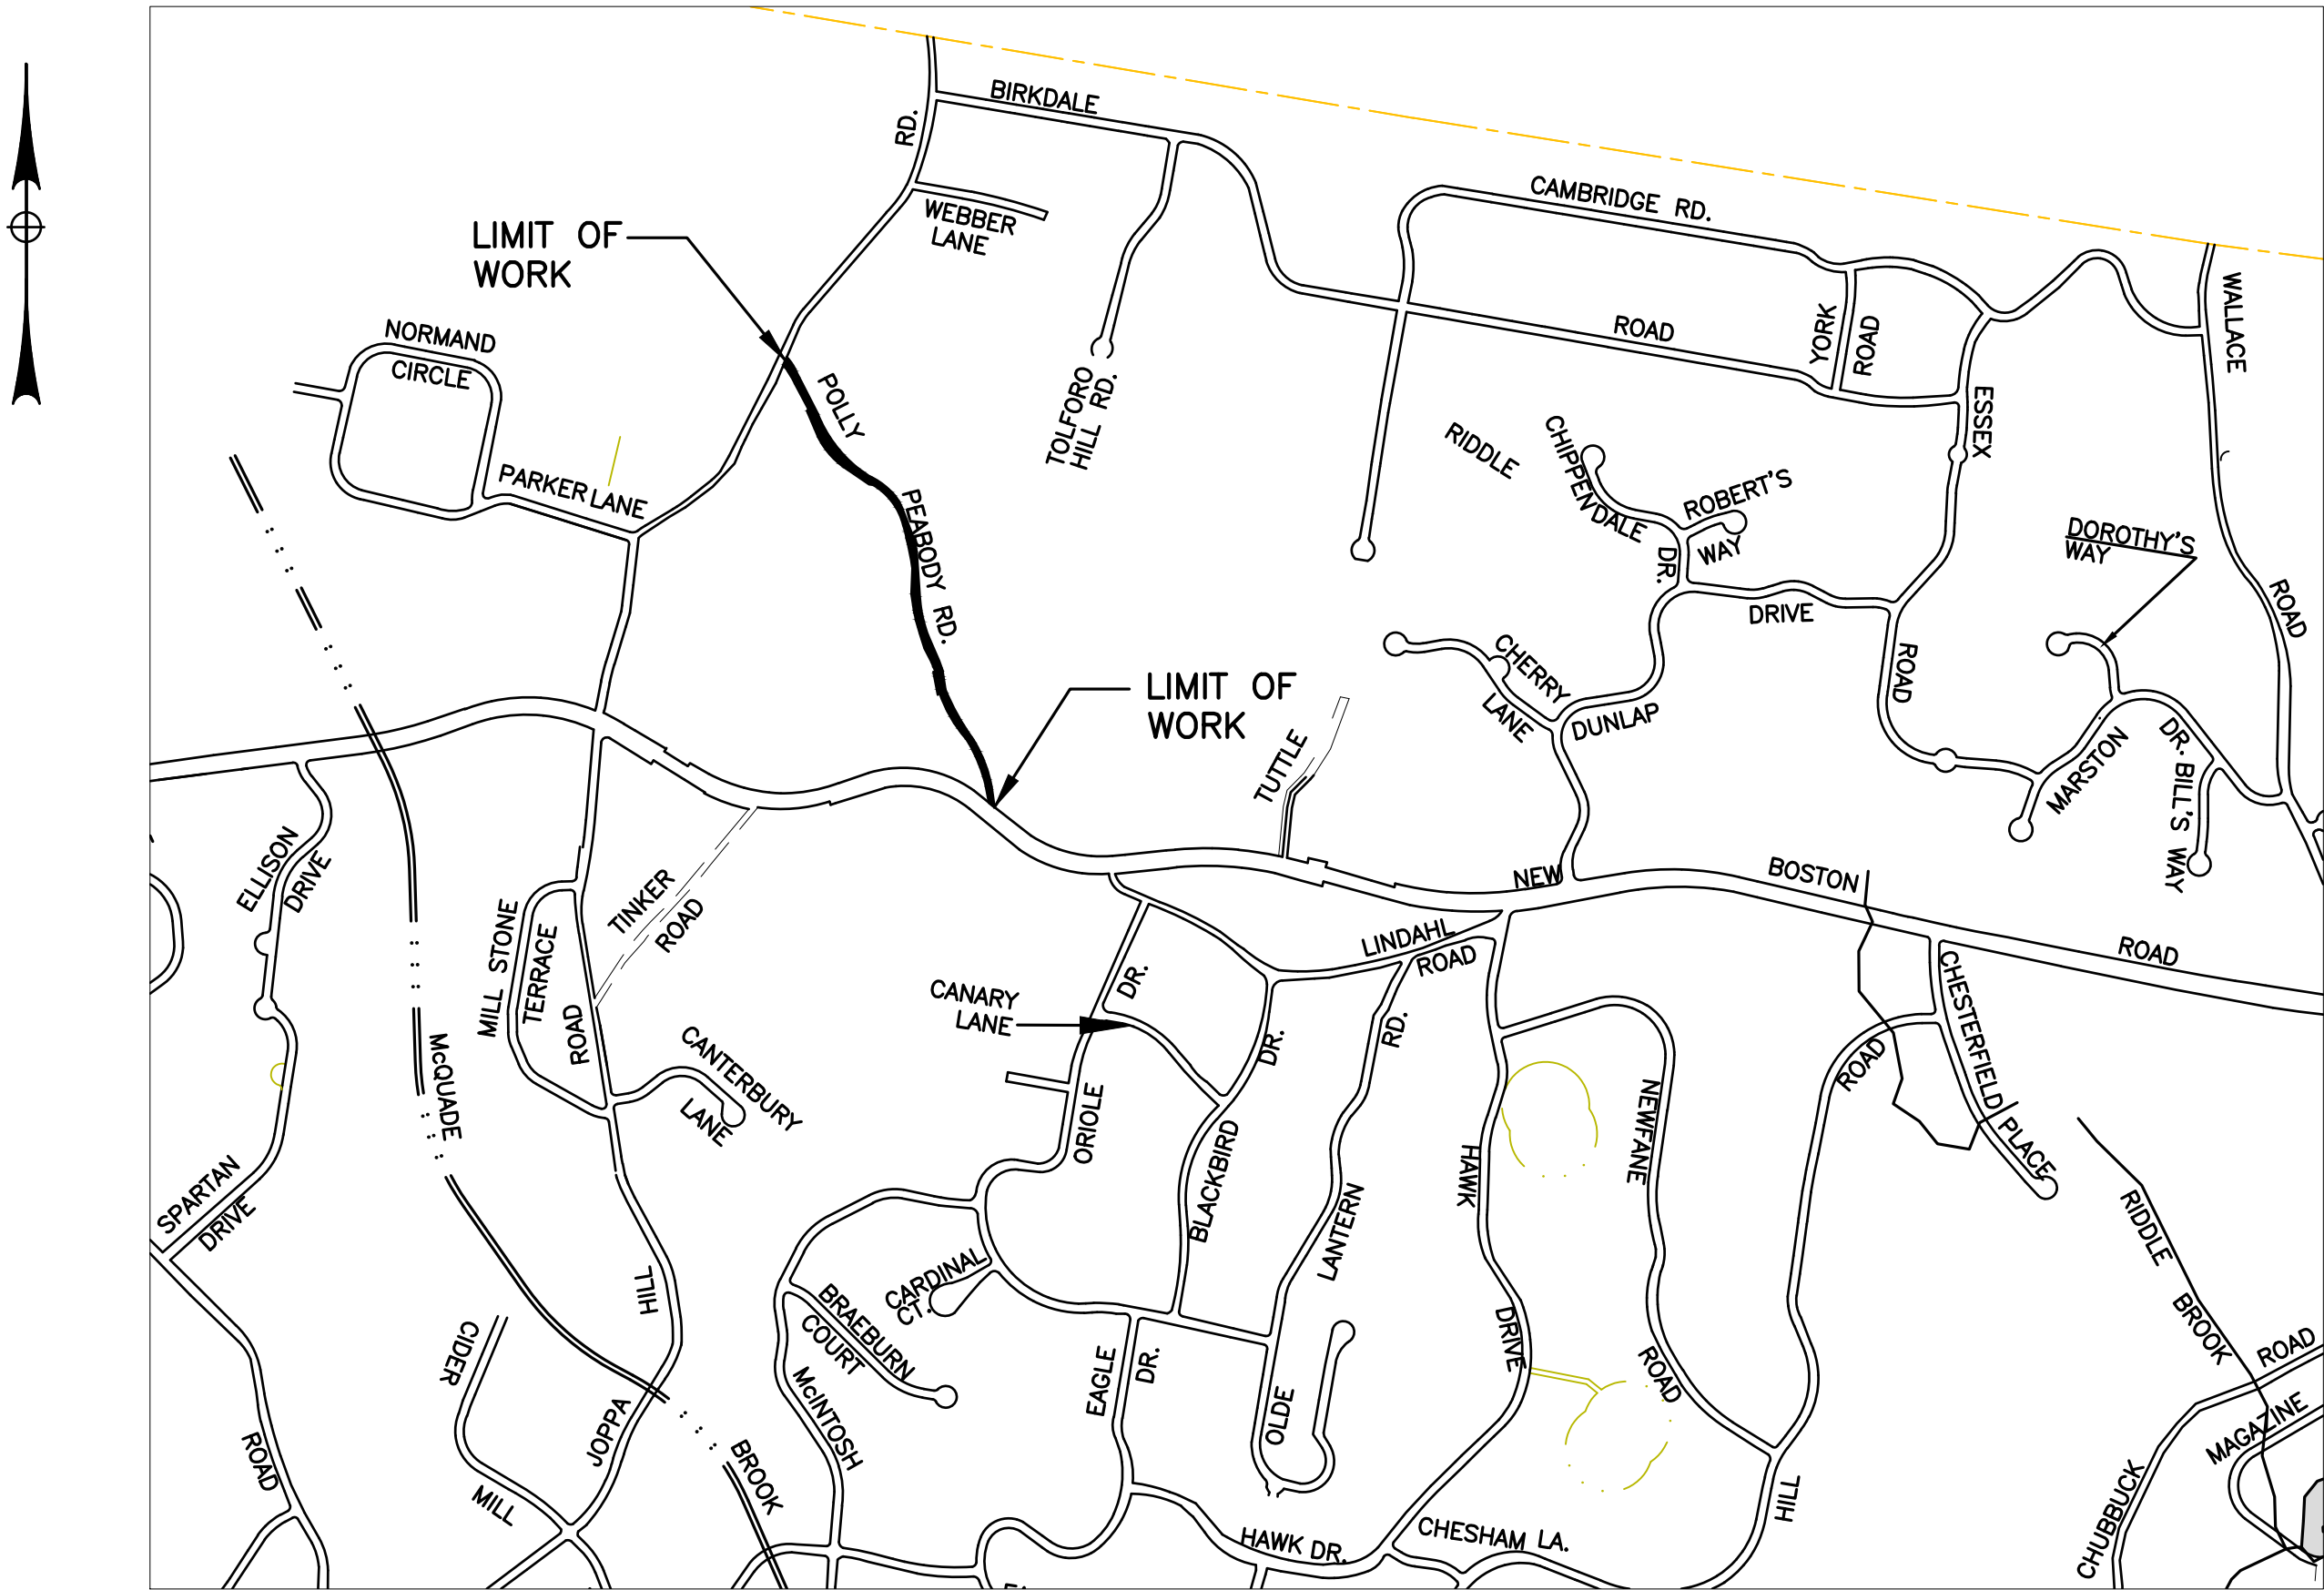 BIRKDALE
RD.
CAMBRIDGE RD.
WEBBER
LANE
LIMIT OF
WORK
NORMAND
CIRCLE
WALLACE
YORK
ROAD
ROAD
POLLY
TOLFORO
HILL RD.
PARKER LANE
RIDDLE
CHIPPENDALE
DR.
ROBERT'S
WAY
ESSEX
PEABODY RD.
DOROTHY'S
WAY
ROAD
DRIVE
CHERRY
LANE
DUNLAP
ROAD
LIMIT OF
WORK
TUTTLE
MARSTON
DR.
BILL'S WAY
ELLISON
DRIVE
TINKER
ROAD
NEW
BOSTON
ROAD
MILL STONE
TERRACE
ROAD
LINDAHL
ROAD
CANARY
LANE
DR.
DR.
RD.
CHESTERFIELD PLACE
ROAD
McQUADE
CANTERBURY
LANE
ORIOLE
BLACKBIRD
LANTERN
HAWK
NEWFANE
SPARTAN
DRIVE
RIDDLE
BROOK
CARDINAL
CT.
HILL
BRAEBURN
COURT
CIDER
EAGLE
DR.
DRIVE
ROAD
ROAD
McINTOSH
OLDE
JOPPA
ROAD
BROOK
MAGAZINE
MILL
HILL
CHUBBUCK
HAWK DR.
CHESHAM LA.